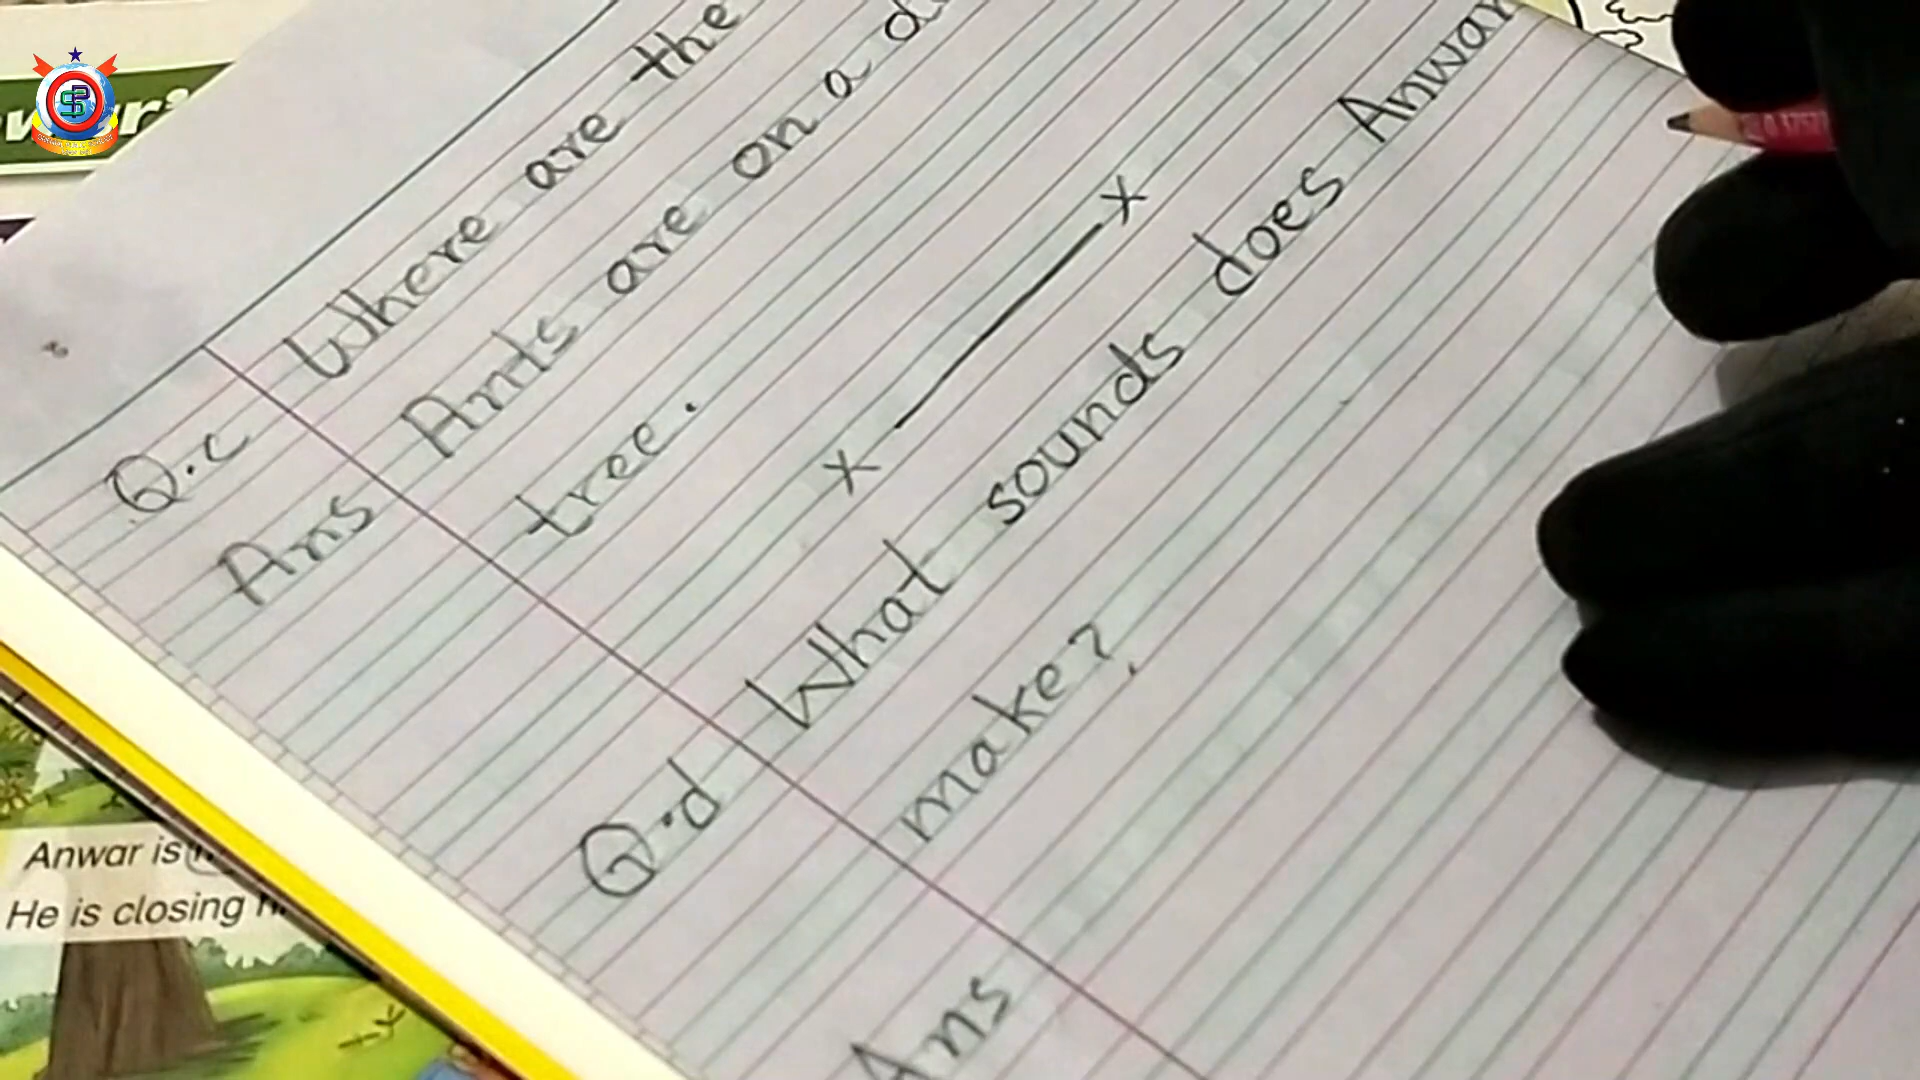 Q.c Where are the
Ans Ants are on a
tree.
x x
Q.d What sounds does Anwar
make?
Ans
Anwar is
He is closing